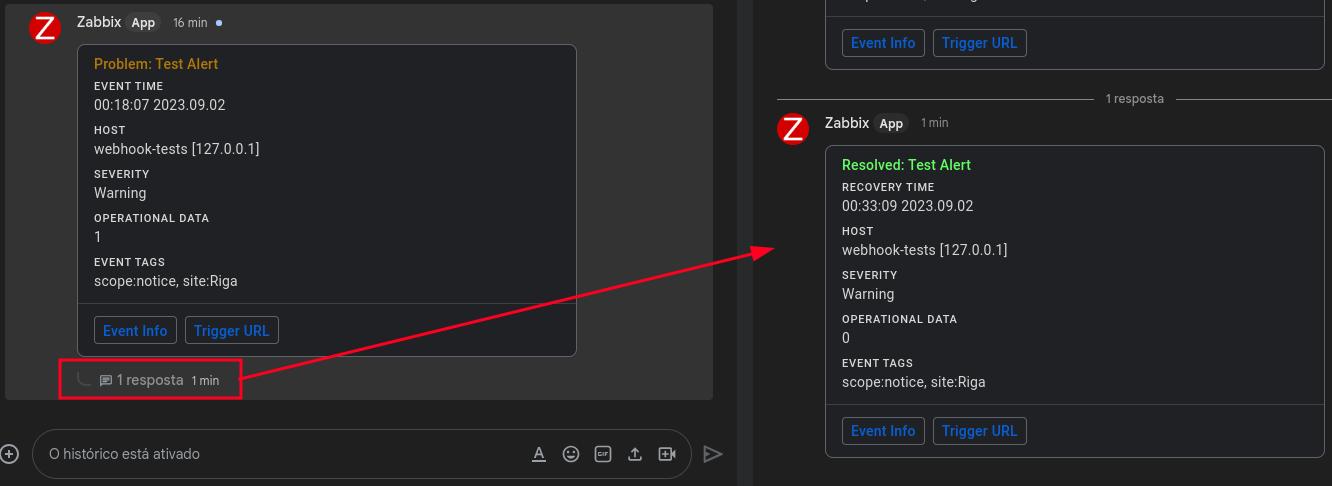 Z
Zabbix App 16 min
Problem: Test Alert
EVENT TIME
00:18:07 2023.09.02
HOST
webhook-tests [127.0.0.1]
SEVERITY
Warning
OPERATIONAL DATA
1
EVENT TAGS
scope:notice, site:Riga
Event Info Trigger URL
1 resposta 1 min
O histórico está ativado
A GIF
Event Info Trigger URL
1 resposta
Z
Zabbix App 1 min
Resolved: Test Alert
RECOVERY TIME
00:33:09 2023.09.02
HOST
webhook-tests [127.0.0.1]
SEVERITY
Warning
OPERATIONAL DATA
0
EVENT TAGS
scope:notice, site:Riga
Event Info Trigger URL